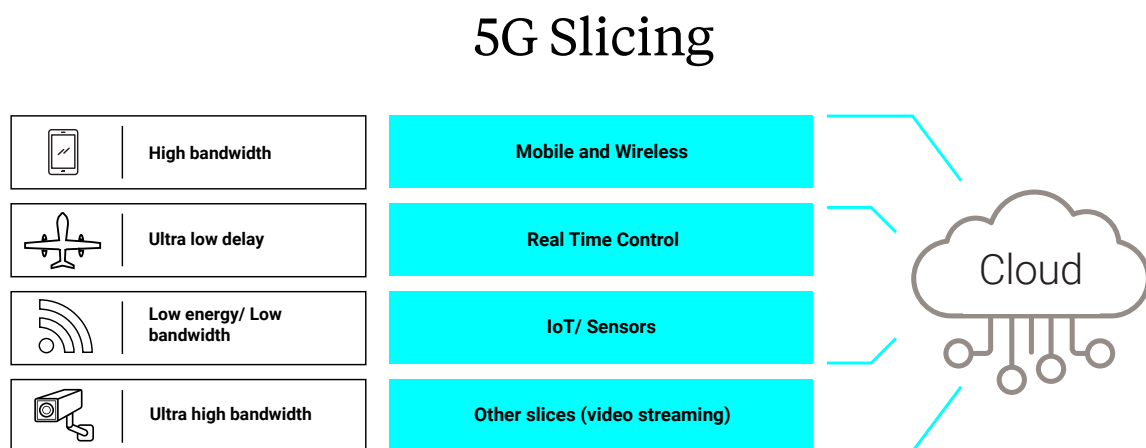 5G Slicing
High bandwidth
Mobile and Wireless
Ultra low delay
Real Time Control
Low energy/ Low
bandwidth
IoT/ Sensors
Ultra high bandwidth
Other slices (video streaming)
Cloud